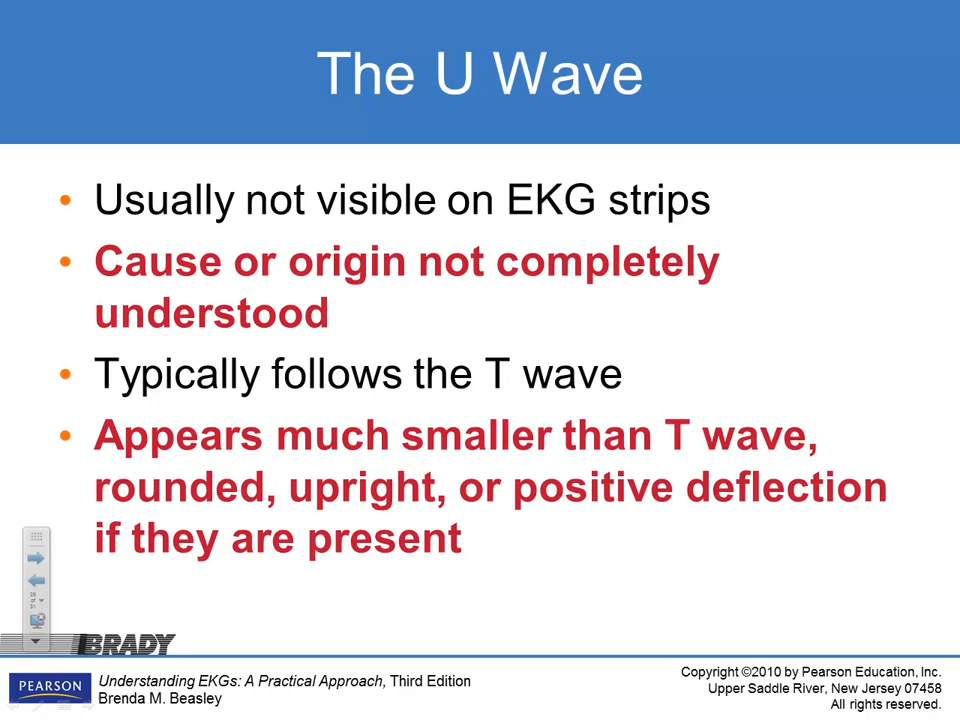 The U Wave
• Usually not visible on EKG strips
• Cause or origin not completely
understood
• Typically follows the T wave
• Appears much smaller than T wave,
rounded, upright, or positive deflection
if they are present
28
of
31
BRADY
PEARSON
Understanding EKGs: A Practical Approach, Third Edition
Brenda M. Beasley
Copyright ©2010 by Pearson Education, Inc.
Upper Saddle River, New Jersey 07458
All rights reserved.